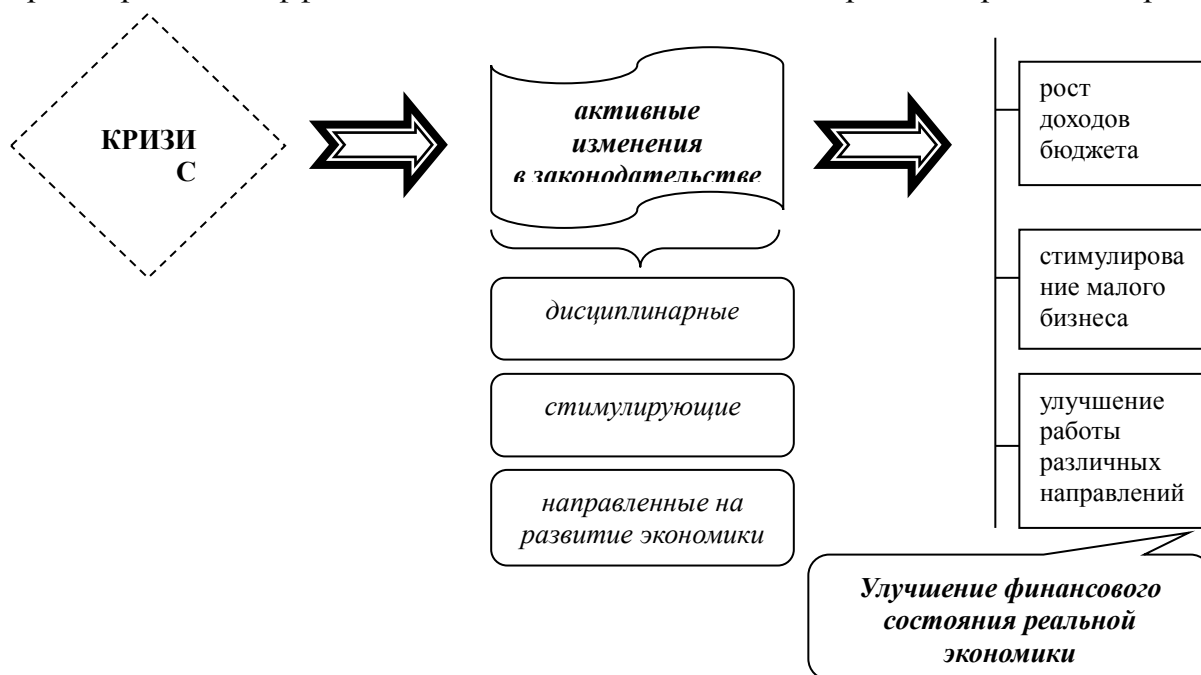 КРИЗИ
С
активные
изменения
в законодательстве
дисциплинарные
стимулирующие
направленные на
развитие экономики
рост
доходов
бюджета
стимулирова
ние малого
бизнеса
улучшение
работы
различных
направлений
Улучшение финансового
состояния реальной
экономики